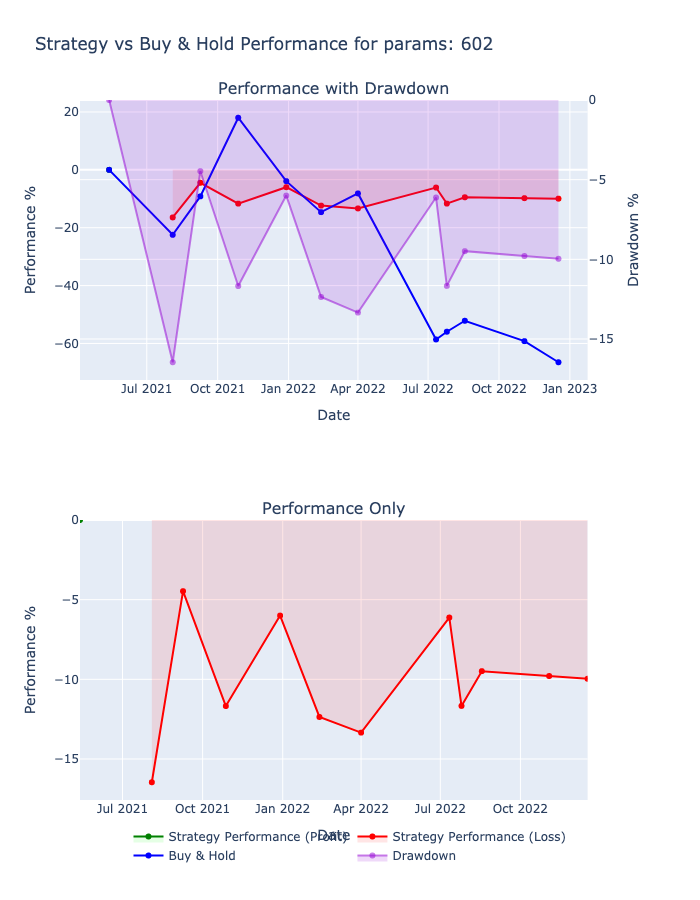 Strategy vs Buy & Hold Performance for params: 602
Performance with Drawdown
20
0
−20
−40
−60
Performance %
0
−5
−10
−15
Drawdown %
Jul 2021
Oct 2021
Jan 2022
Apr 2022
Jul 2022
Oct 2022
Jan 2023
Date
Performance Only
0
−5
−10
−15
Performance %
Jul 2021
Oct 2021
Jan 2022
Apr 2022
Jul 2022
Oct 2022
Date
Strategy Performance (Profit)
Strategy Performance (Loss)
Buy & Hold
Drawdown